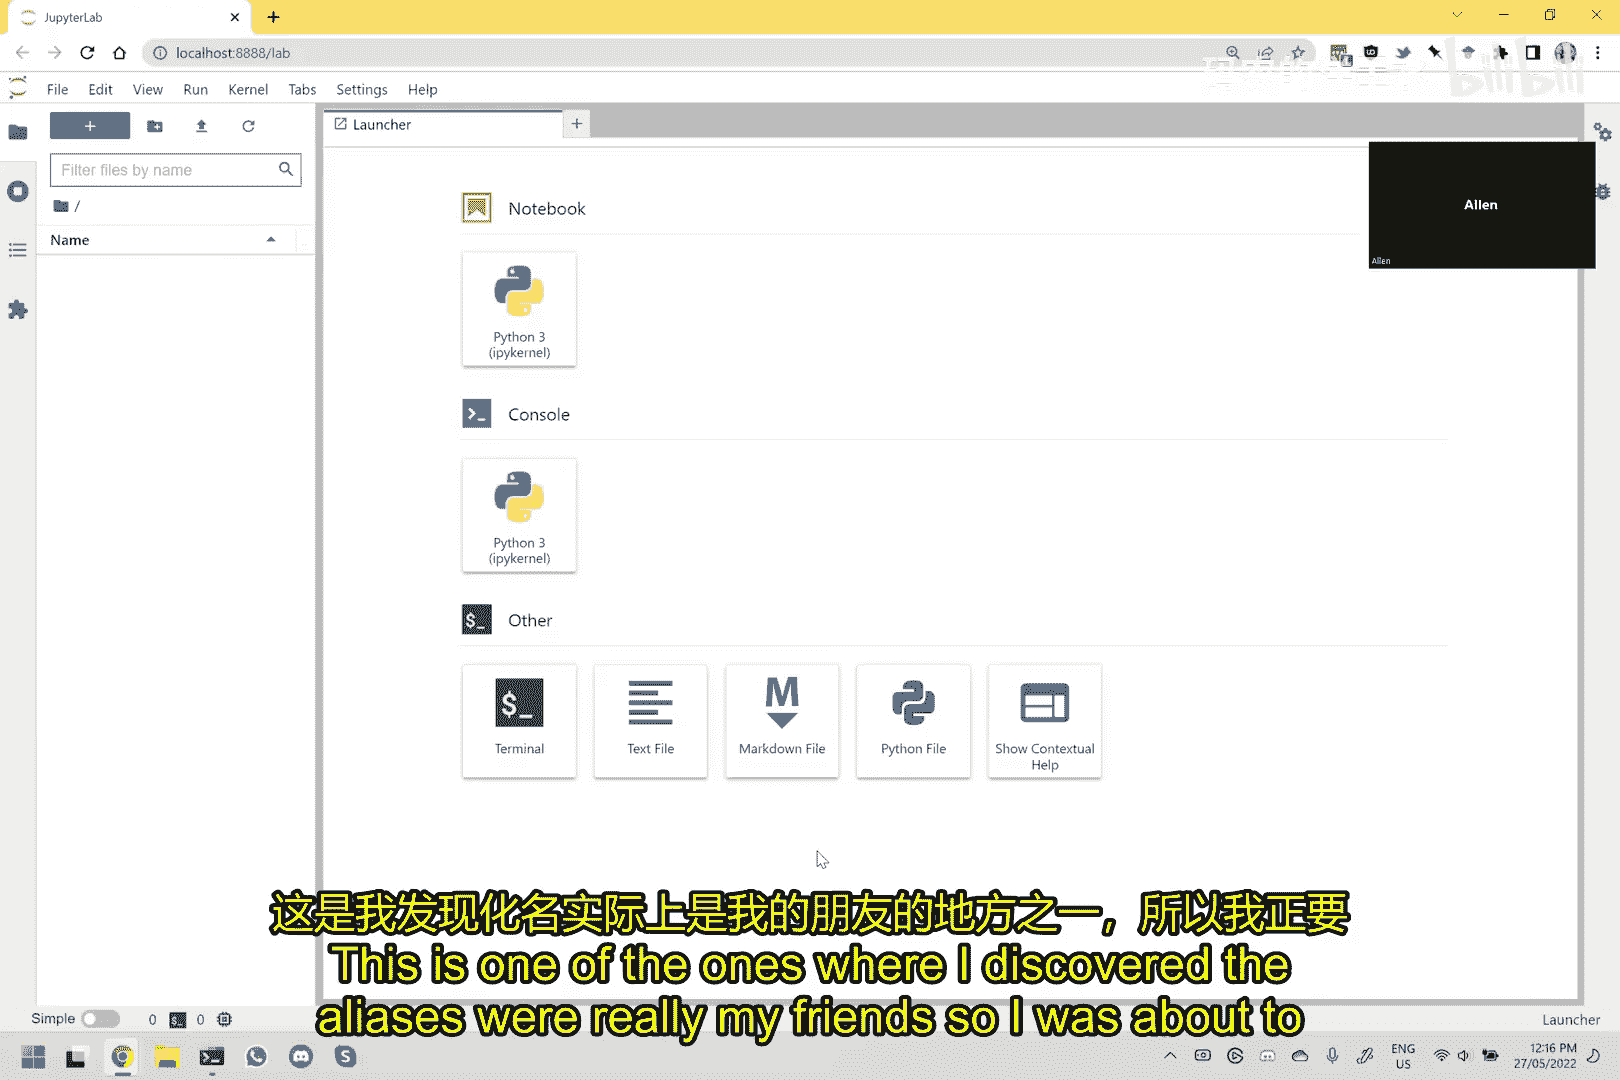 JupyterLab
localhost:8888/lab
bilibili
File Edit View Run Kernel Tabs Settings Help
Launcher
Filter files by name
/
Name
Allen
Allen
Notebook
Python 3
(ipykernel)
Console
Python 3
(ipykernel)
$_ Other
$_
Terminal
Text File
Markdown File
Python File
Show Contextual
Help
这是我发现化名实际上是我的朋友的地方之一，所以我正要
This is one of the ones where I discovered the
aliases were really my friends so I was about to
Simple 0 $_ 0
Launcher
ENG
US
12:16 PM
27/05/2022